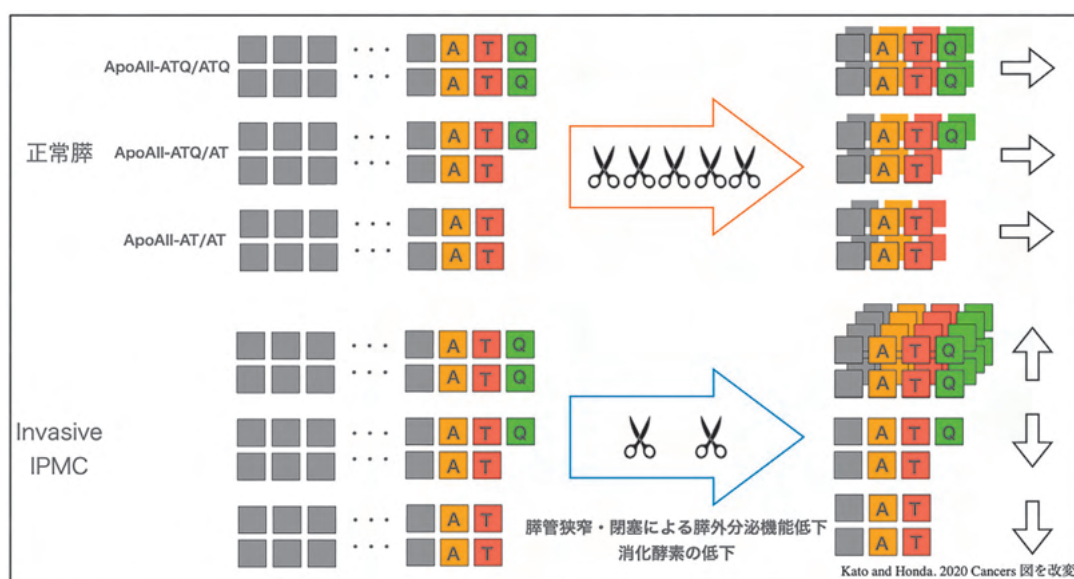 ApoAII-ATQ/ATQ
··· A T Q
··· A T Q
A T Q
A T Q
正常膵
ApoAII-ATQ/AT
··· A T Q
··· A T
A T Q
A T
ApoAII-AT/AT
··· A T
··· A T
A T
A T
Invasive
IPMC
··· A T Q
··· A T Q
A T Q
A T Q
··· A T Q
··· A T
A T Q
A T
··· A T
··· A T
A T
A T
膵管狭窄・閉塞による膵外分泌機能低下
消化酵素の低下
Kato and Honda. 2020 Cancers 図を改変